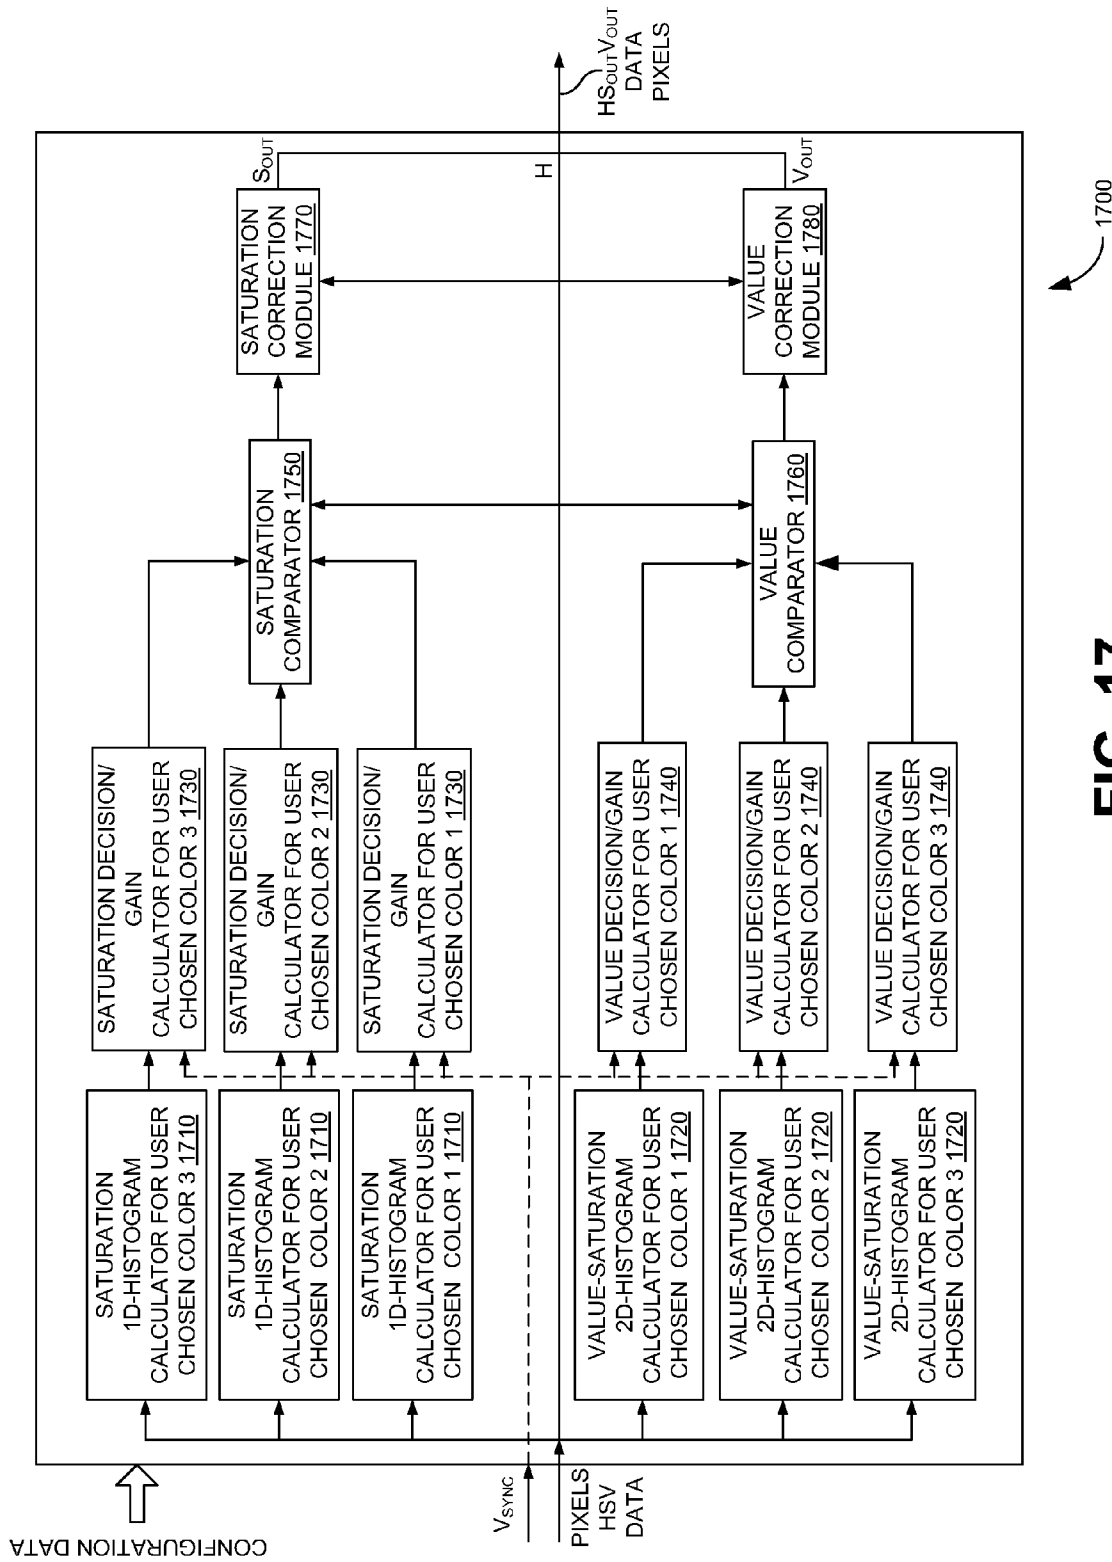 CONFIGURATION DATA
VSYNC
PIXELS
HSV
DATA
SATURATION
1D-HISTOGRAM
CALCULATOR FOR USER
CHOSEN COLOR 3 1710
SATURATION
1D-HISTOGRAM
CALCULATOR FOR USER
CHOSEN COLOR 2 1710
SATURATION
1D-HISTOGRAM
CALCULATOR FOR USER
CHOSEN COLOR 1 1710
VALUE-SATURATION
2D-HISTOGRAM
CALCULATOR FOR USER
CHOSEN COLOR 1 1720
VALUE-SATURATION
2D-HISTOGRAM
CALCULATOR FOR USER
CHOSEN COLOR 2 1720
VALUE-SATURATION
2D-HISTOGRAM
CALCULATOR FOR USER
CHOSEN COLOR 3 1720
SATURATION DECISION/
GAIN
CALCULATOR FOR USER
CHOSEN COLOR 3 1730
SATURATION DECISION/
GAIN
CALCULATOR FOR USER
CHOSEN COLOR 2 1730
SATURATION DECISION/
GAIN
CALCULATOR FOR USER
CHOSEN COLOR 1 1730
VALUE DECISION/GAIN
CALCULATOR FOR USER
CHOSEN COLOR 1 1740
VALUE DECISION/GAIN
CALCULATOR FOR USER
CHOSEN COLOR 2 1740
VALUE DECISION/GAIN
CALCULATOR FOR USER
CHOSEN COLOR 3 1740
SATURATION
COMPARATOR 1750
VALUE
COMPARATOR 1760
SATURATION
CORRECTION
MODULE 1770
VALUE
CORRECTION
MODULE 1780
SOUT
H
VOUT
HSOUTVOUT
DATA
PIXELS
1700
FIG. 17